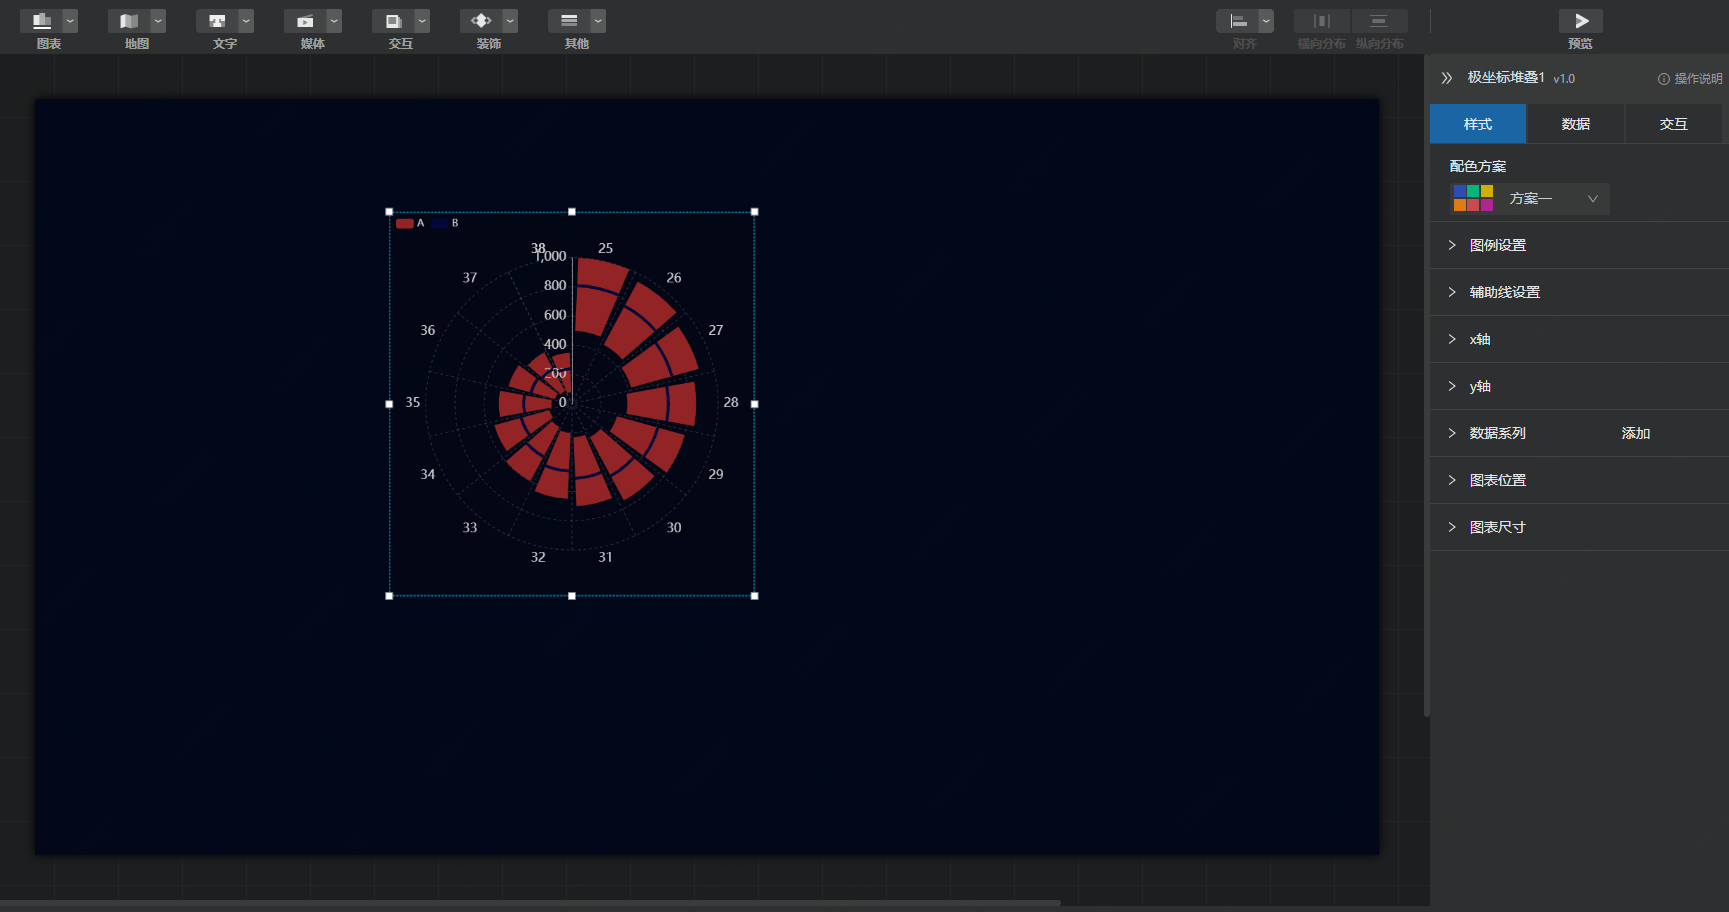 图表
地图
文字
媒体
交互
装饰
其他
对齐
横向分布
纵向分布
预览
极坐标堆叠1 v1.0
操作说明
样式
数据
交互
配色方案
方案一
图例设置
辅助线设置
x轴
y轴
数据系列
添加
图表位置
图表尺寸
A
B
38
25
1,000
37
26
800
600
36
27
400
200
35
0
28
34
29
33
30
32
31